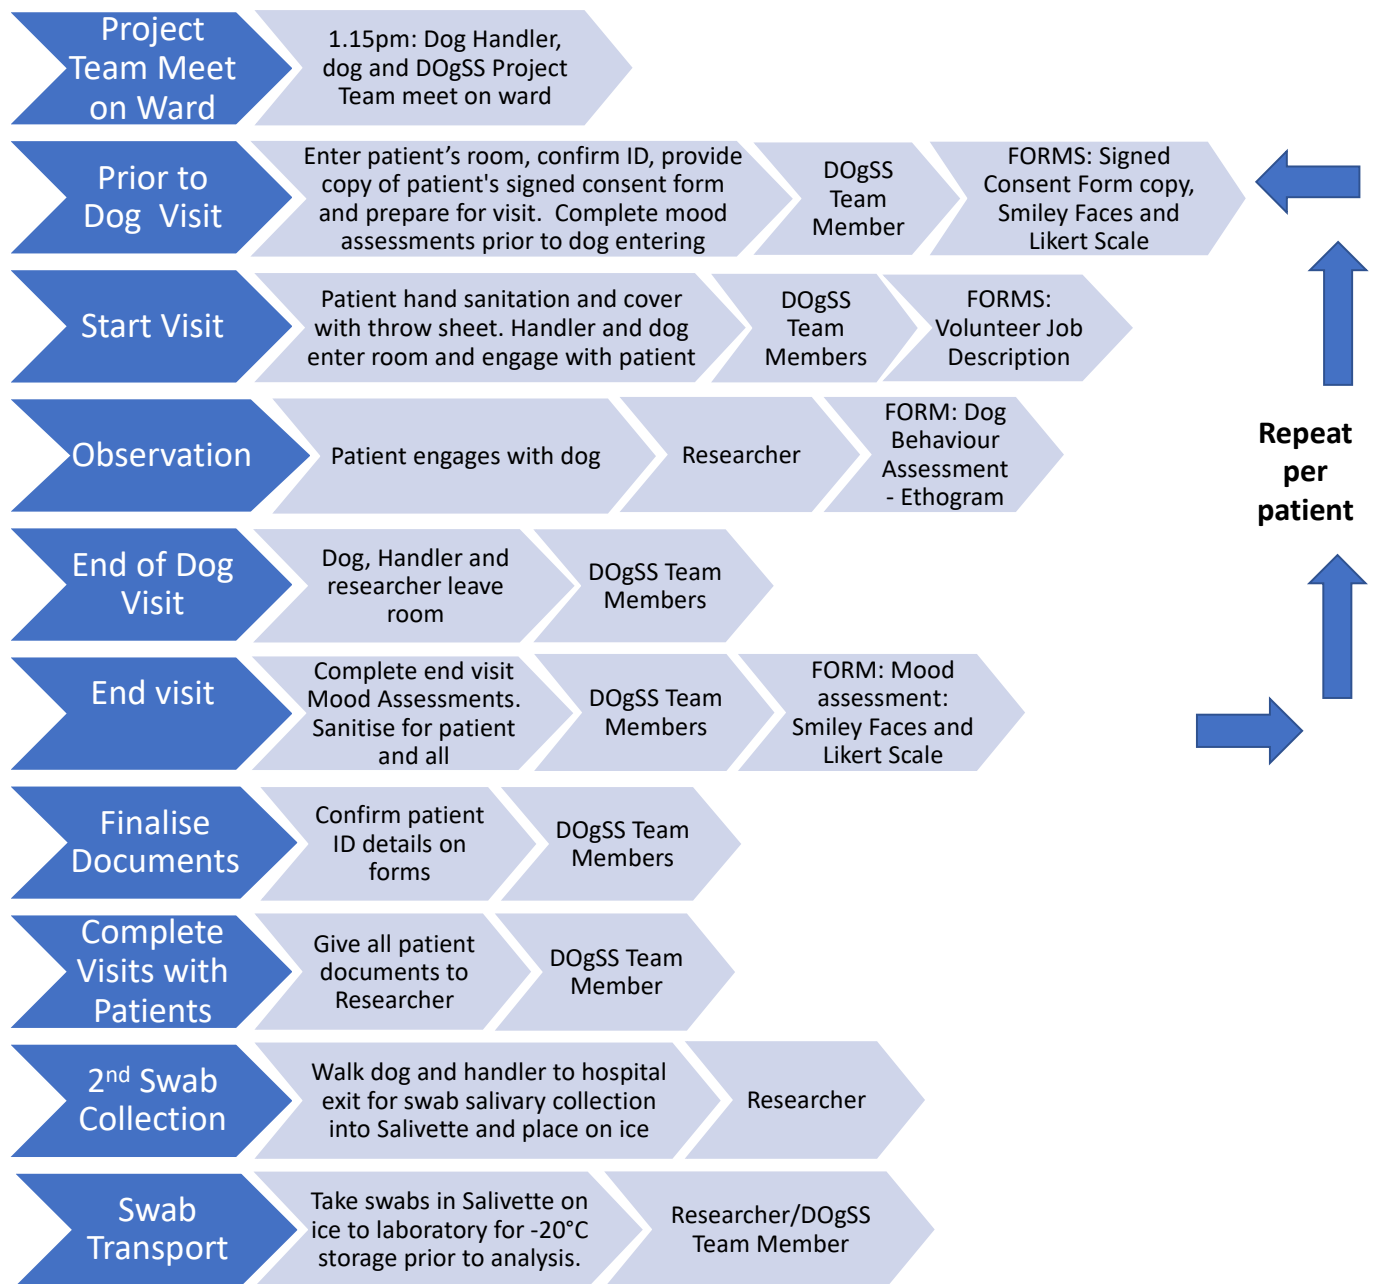 Project
Team Meet
on Ward
1.15pm: Dog Handler,
dog and DOgSS Project
Team meet on ward
Prior to
Dog  Visit
Enter patient’s room, confirm ID, provide
copy of patient's signed consent form
and prepare for visit.  Complete mood
assessments prior to dog entering
DOgSS
Team
Member
FORMS: Signed
Consent Form copy,
Smiley Faces and
Likert Scale
Start Visit
Patient hand sanitation and cover
with throw sheet. Handler and dog
enter room and engage with patient
DOgSS
Team
Members
FORMS:
Volunteer Job
Description
Observation
Patient engages with dog
Researcher
FORM: Dog
Behaviour
Assessment
- Ethogram
Repeat
per
patient
End of Dog
Visit
Dog, Handler and
researcher leave
room
DOgSS Team
Members
End visit
Complete end visit
Mood Assessments.
Sanitise for patient
and all
DOgSS Team
Members
FORM: Mood
assessment:
Smiley Faces and
Likert Scale
Finalise
Documents
Confirm patient
ID details on
forms
DOgSS Team
Members
Complete
Visits with
Patients
Give all patient
documents to
Researcher
DOgSS Team
Member
2nd Swab
Collection
Walk dog and handler to hospital
exit for swab salivary collection
into Salivette and place on ice
Researcher
Swab
Transport
Take swabs in Salivette on
ice to laboratory for -20°C
storage prior to analysis.
Researcher/DOgSS
Team Member